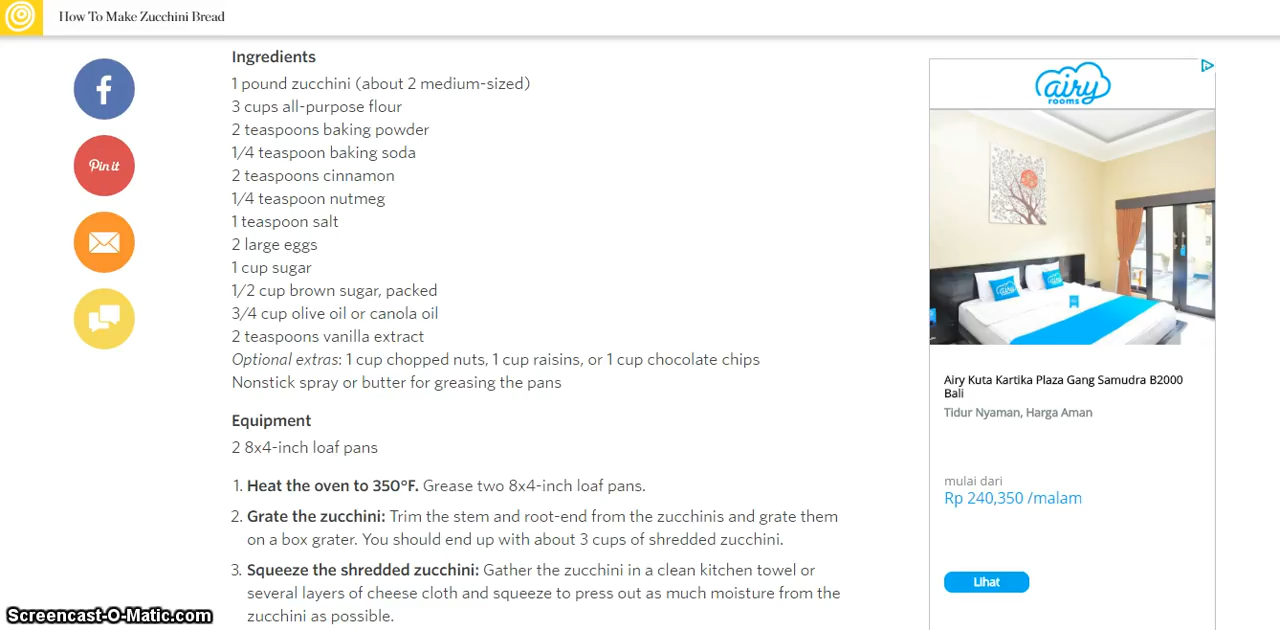 How To Make Zucchini Bread
Ingredients
1 pound zucchini (about 2 medium-sized)
3 cups all-purpose flour
2 teaspoons baking powder
1/4 teaspoon baking soda
2 teaspoons cinnamon
1/4 teaspoon nutmeg
1 teaspoon salt
2 large eggs
1 cup sugar
1/2 cup brown sugar, packed
3/4 cup olive oil or canola oil
2 teaspoons vanilla extract
Optional extras: 1 cup chopped nuts, 1 cup raisins, or 1 cup chocolate chips
Nonstick spray or butter for greasing the pans
Equipment
2 8x4-inch loaf pans
1. Heat the oven to 350°F. Grease two 8x4-inch loaf pans.
2. Grate the zucchini: Trim the stem and root-end from the zucchinis and grate them
on a box grater. You should end up with about 3 cups of shredded zucchini.
3. Squeeze the shredded zucchini: Gather the zucchini in a clean kitchen towel or
several layers of cheese cloth and squeeze to press out as much moisture from the
zucchini as possible.
f
Pin it
airy
rooms
airy
airy
Airy Kuta Kartika Plaza Gang Samudra B2000
Bali
Tidur Nyaman, Harga Aman
mulai dari
Rp 240,350 /malam
Lihat
Screencast-O-Matic.com